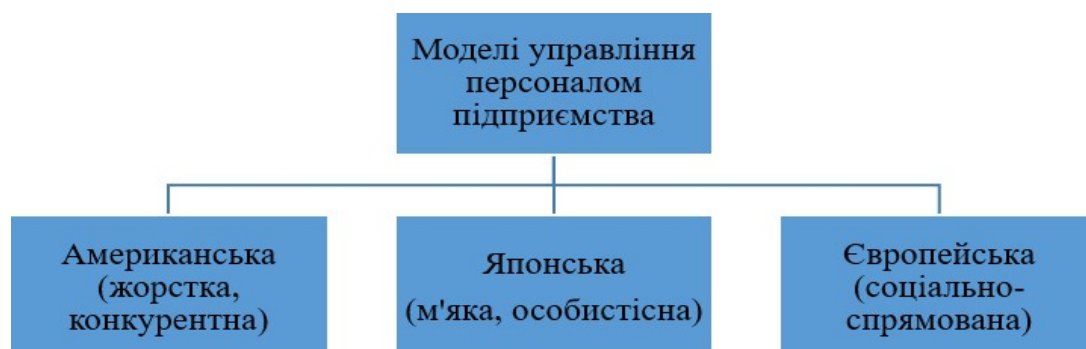 Моделі управління
персоналом
підприємства
Американська
(жорстка,
конкурентна)
Японська
(м'яка, особистісна)
Європейська
(соціально-
спрямована)